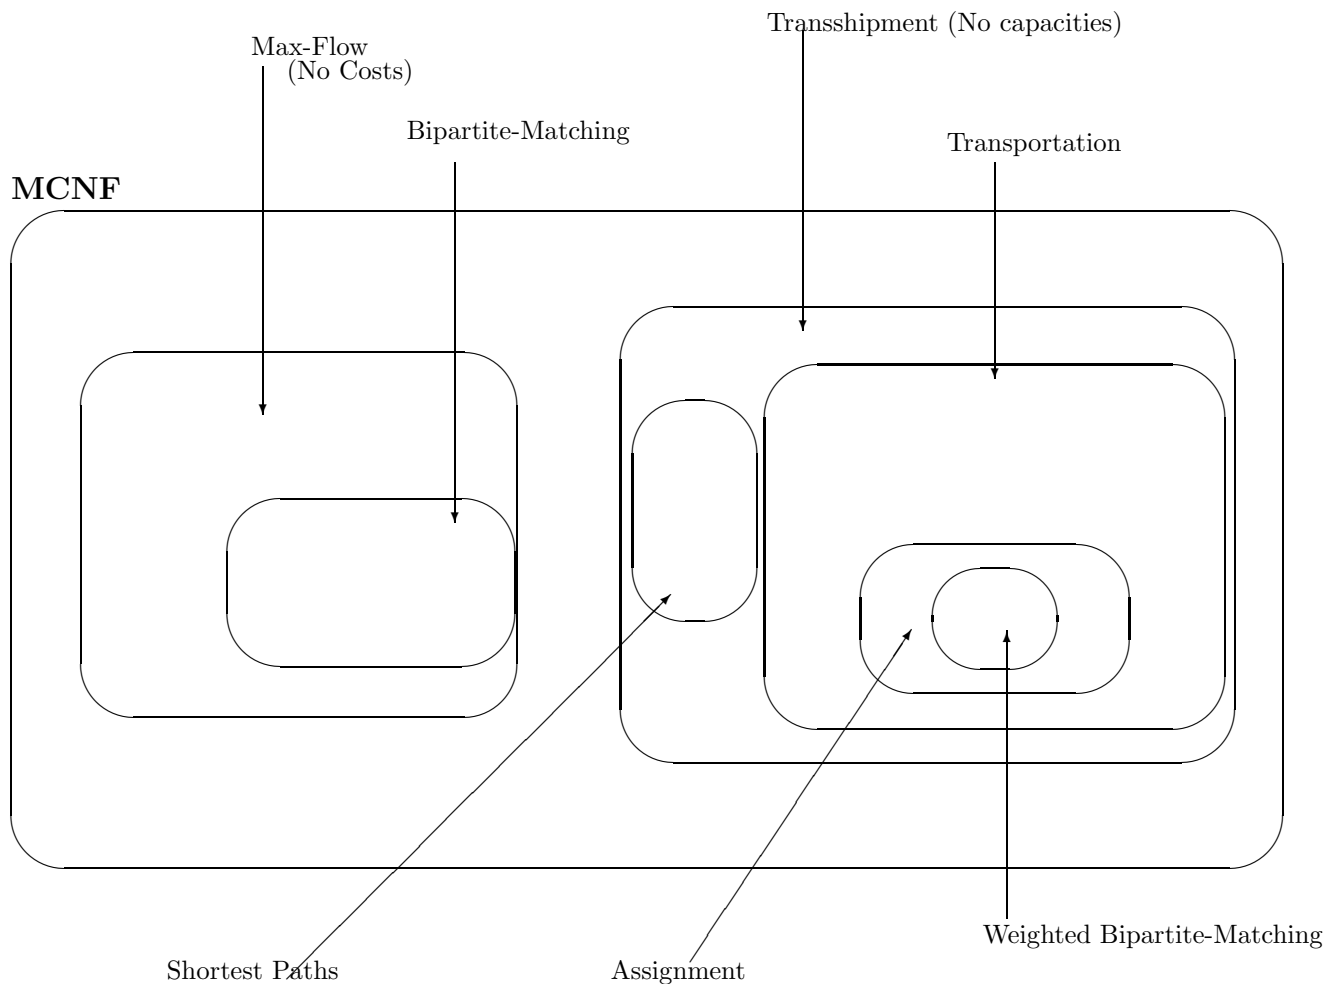 Transshipment (No capacities)
Max-Flow
(No Costs)
Bipartite-Matching
Transportation
MCNF
Weighted Bipartite-Matching
Shortest Paths
Assignment